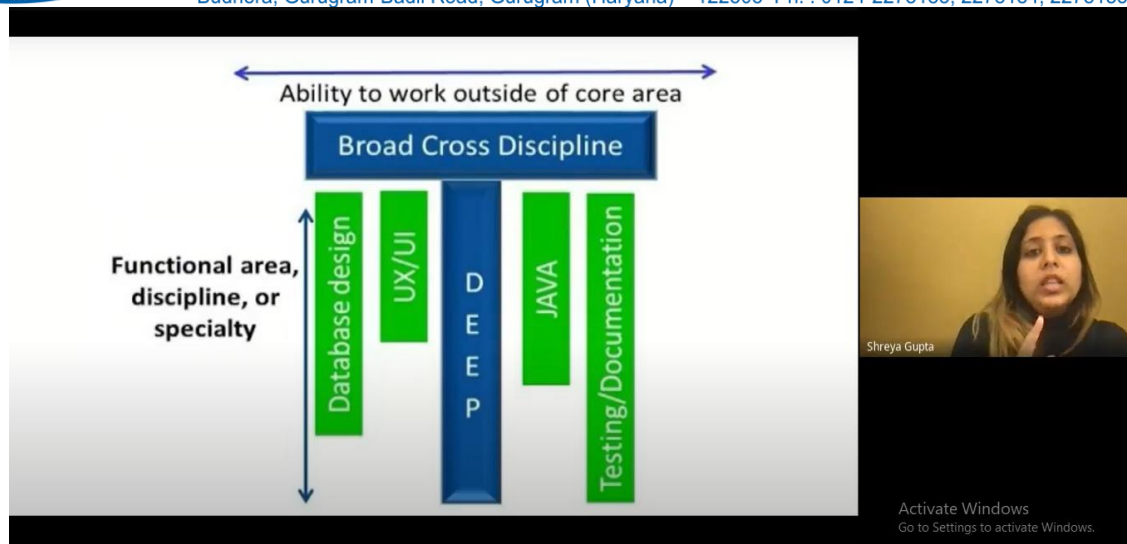 Ability to work outside of core area
Broad Cross Discipline
Functional area,
discipline, or
specialty
Database design
UX/UI
DEEP
JAVA
Testing/Documentation
Shreya Gupta
Activate Windows
Go to Settings to activate Windows.